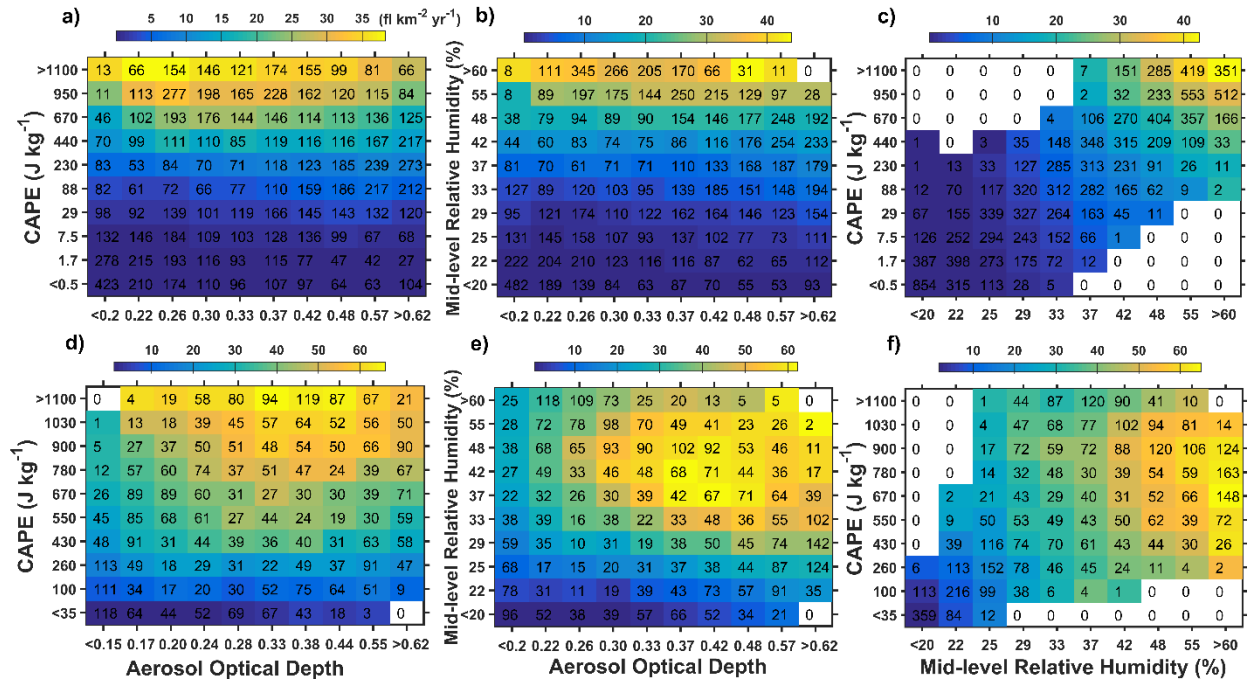 a) 5 10 15 20 25 30 35 (fl km-2 yr-1)
CAPE (J kg-1)
>1100 13 66 154 146 121 174 155 99 81 66
950 11 113 277 198 165 228 162 120 115 84
670 46 102 193 176 144 146 114 113 136 125
440 70 99 111 110 85 119 116 116 167 217
230 83 53 84 70 71 118 123 185 239 273
88 82 61 72 66 77 110 159 186 217 212
29 98 92 139 101 119 166 145 143 132 120
7.5 132 146 184 109 103 128 136 99 67 68
1.7 278 215 193 116 93 115 77 47 42 27
<0.5 423 210 174 110 96 107 97 64 63 104
<0.2 0.22 0.26 0.30 0.33 0.37 0.42 0.48 0.57 >0.62
b) 10 20 30 40
Mid-level Relative Humidity (%)
>60 8 111 345 266 205 170 66 31 11 0
55 8 89 197 175 144 250 215 129 97 28
48 38 79 94 89 90 154 146 177 248 192
42 44 60 83 74 75 86 116 176 254 233
37 81 70 61 71 71 110 133 168 187 179
33 127 89 120 103 95 139 185 151 148 194
29 95 121 174 110 122 162 164 146 123 154
25 131 145 158 107 93 137 102 77 73 111
22 222 204 210 123 116 116 87 62 65 112
<20 482 189 139 84 63 87 70 55 53 93
<0.2 0.22 0.26 0.30 0.33 0.37 0.42 0.48 0.57 >0.62
c) 10 20 30 40
0 0 0 0 0 7 151 285 419 351
0 0 0 0 0 2 32 233 553 512
0 0 0 0 4 106 270 404 357 166
1 0 3 35 148 348 315 209 109 33
1 13 33 127 285 313 231 91 26 11
12 70 117 320 312 282 165 62 9 2
67 155 339 327 264 163 45 11 0 0
126 252 294 243 152 66 1 0 0 0
387 398 273 175 72 12 0 0 0 0
854 315 113 28 5 0 0 0 0 0
<20 22 25 29 33 37 42 48 55 >60
d) 10 20 30 40 50 60
CAPE (J kg-1)
>1100 0 4 19 58 80 94 119 87 67 21
1030 1 13 18 39 45 57 64 52 56 50
900 5 27 37 50 51 48 54 50 66 90
780 12 57 60 74 37 51 47 24 39 67
670 26 89 89 60 31 27 30 30 39 71
550 45 85 68 61 27 44 24 19 30 59
430 48 91 31 44 39 36 40 31 63 58
260 113 49 18 29 31 22 49 37 91 47
100 111 34 17 20 30 52 75 64 51 9
<35 118 64 44 52 69 67 43 18 3 0
<0.15 0.17 0.20 0.24 0.28 0.33 0.38 0.44 0.55 >0.62
Aerosol Optical Depth
e) 10 20 30 40 50 60
Mid-level Relative Humidity (%)
>60 25 118 109 73 25 20 13 5 5 0
55 28 72 78 98 70 49 41 23 26 2
48 38 68 65 93 90 102 92 53 46 11
42 27 49 33 46 48 68 71 44 36 17
37 22 32 26 30 39 42 67 71 64 39
33 38 39 16 38 22 33 48 36 55 102
29 59 35 10 31 19 38 50 45 74 142
25 68 17 15 20 31 37 38 44 87 124
22 78 31 11 19 39 43 73 57 91 35
<20 96 52 38 39 57 66 52 34 21 0
<0.2 0.22 0.26 0.30 0.33 0.37 0.42 0.48 0.57 >0.62
Aerosol Optical Depth
f) 10 20 30 40 50 60
0 0 1 44 87 120 90 41 10 0
0 0 4 47 68 77 102 94 81 14
0 0 17 72 59 72 88 120 106 124
0 0 14 32 48 30 39 54 59 163
0 2 21 43 29 40 31 52 66 148
0 9 50 53 49 43 50 62 39 72
0 39 116 74 70 61 43 44 30 26
6 113 152 78 46 45 24 11 4 2
113 216 99 38 6 4 1 0 0 0
359 84 12 0 0 0 0 0 0 0
<20 22 25 29 33 37 42 48 55 >60
Mid-level Relative Humidity (%)